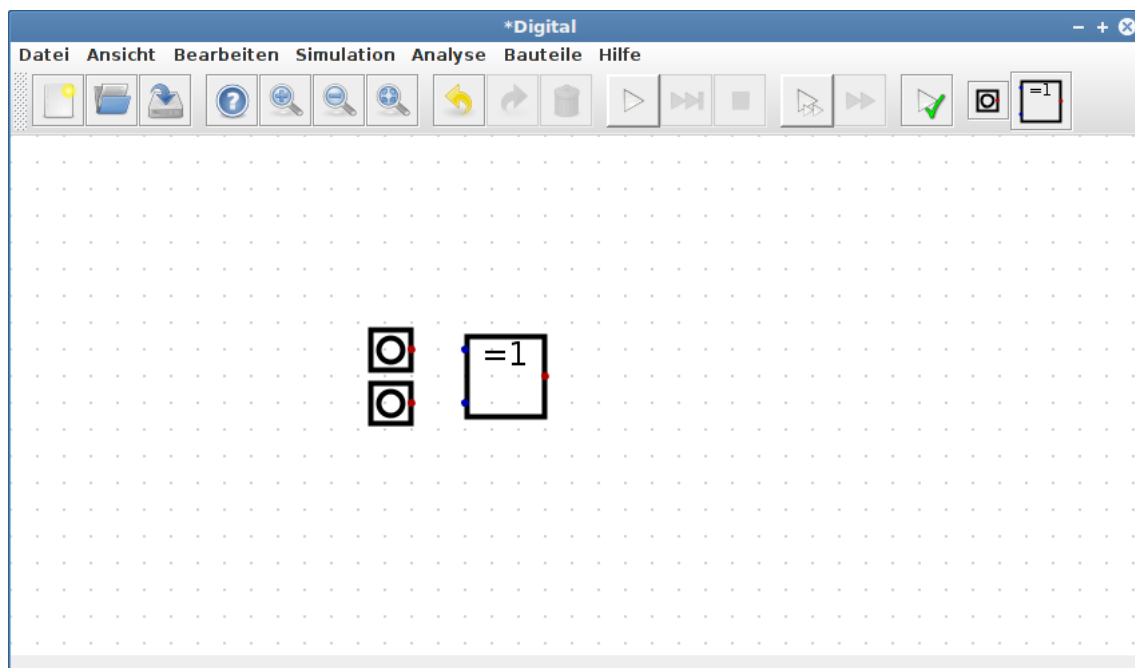 *Digital
Datei Ansicht Bearbeiten Simulation Analyse Bauteile Hilfe
=1
=1